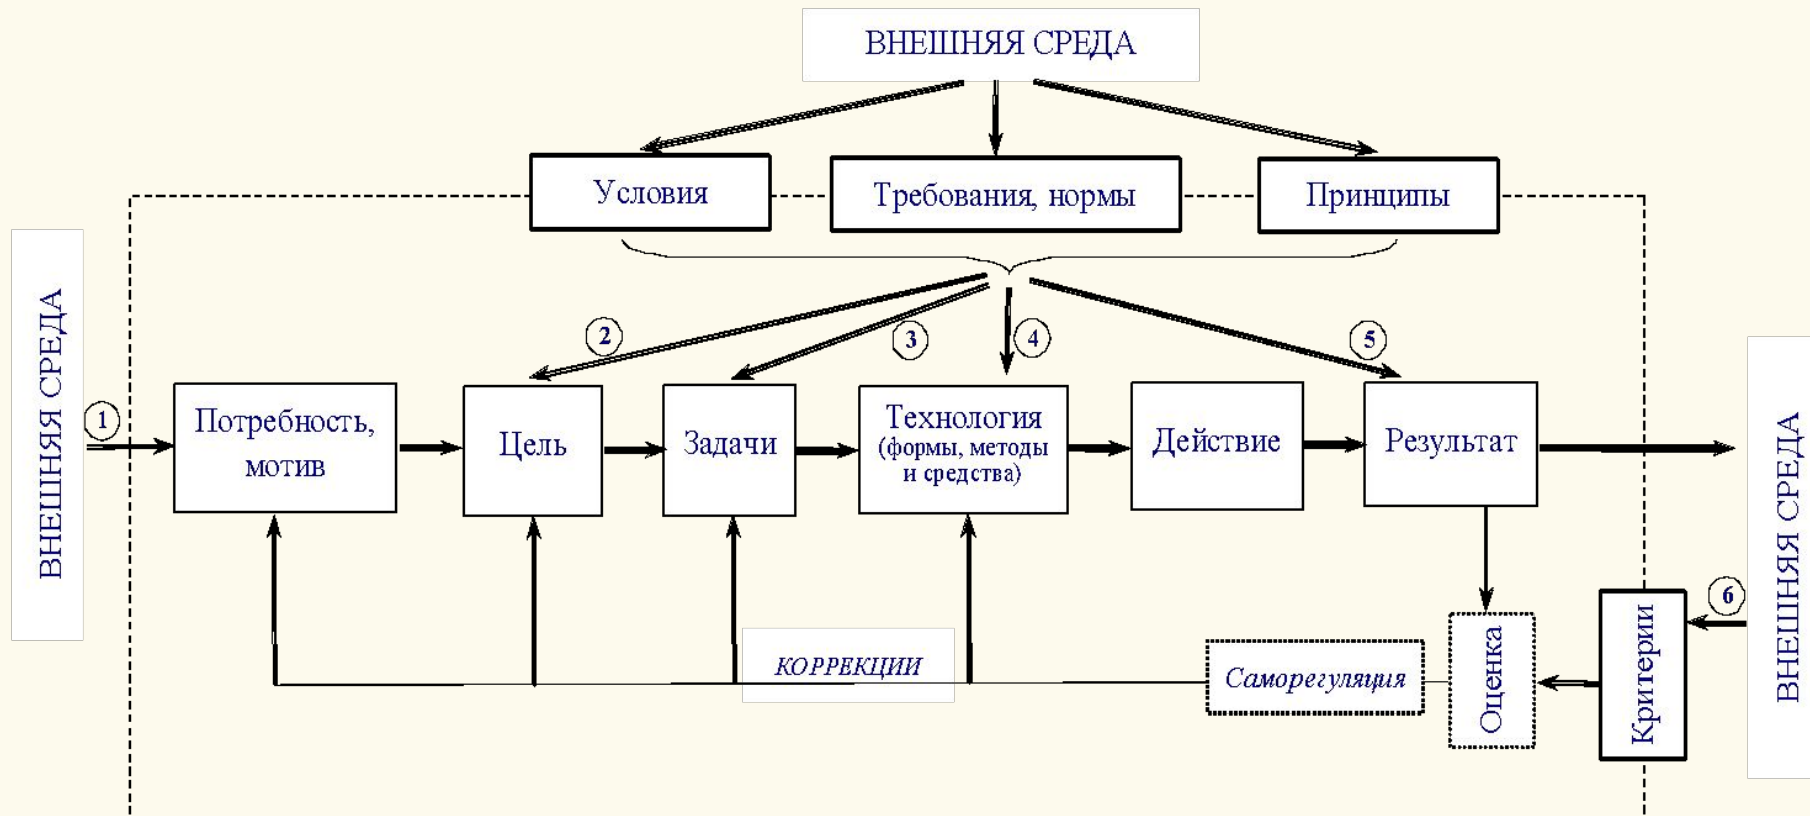 ВНЕШНЯЯ СРЕДА
Условия
Требования, нормы
Принципы
ВНЕШНЯЯ СРЕДА
1
2
3
4
5
Потребность,
мотив
Цель
Задачи
Технология
(формы, методы
и средства)
Действие
Результат
ВНЕШНЯЯ СРЕДА
6
КОРРЕКЦИИ
Саморегуляция
Оценка
Критерии